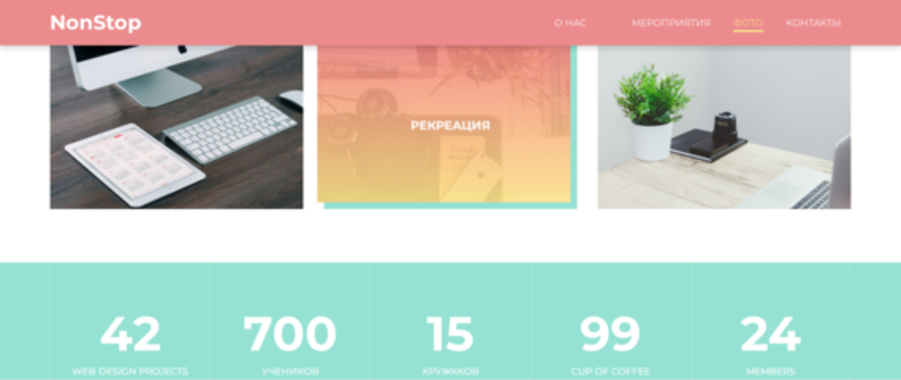 NonStop
О НАС
МЕРОПРИЯТИЯ
ФОТО
КОНТАКТЫ
РЕКРЕАЦИЯ
42
700
15
99
24
WEB DESIGN PROJECTS
УЧЕНИКОВ
КРУЖККОВ
CUP OF COFFEE
MEMBERS